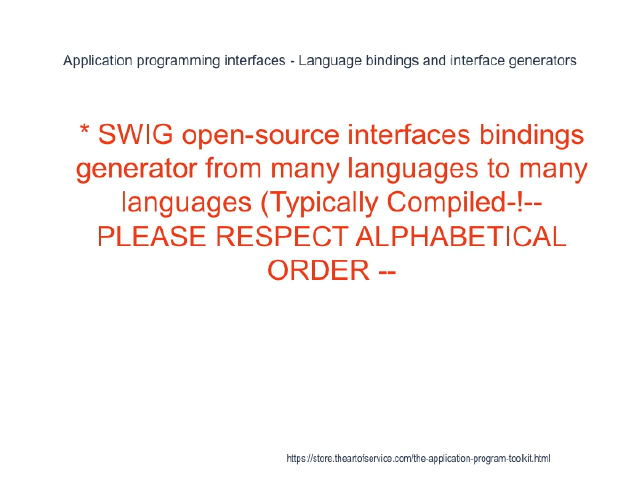 Application programming interfaces - Language bindings and interface generators
* SWIG open-source interfaces bindings
generator from many languages to many
languages (Typically Compiled-!--
PLEASE RESPECT ALPHABETICAL
ORDER --
https://store.theartofservice.com/the-application-program-toolkit.html